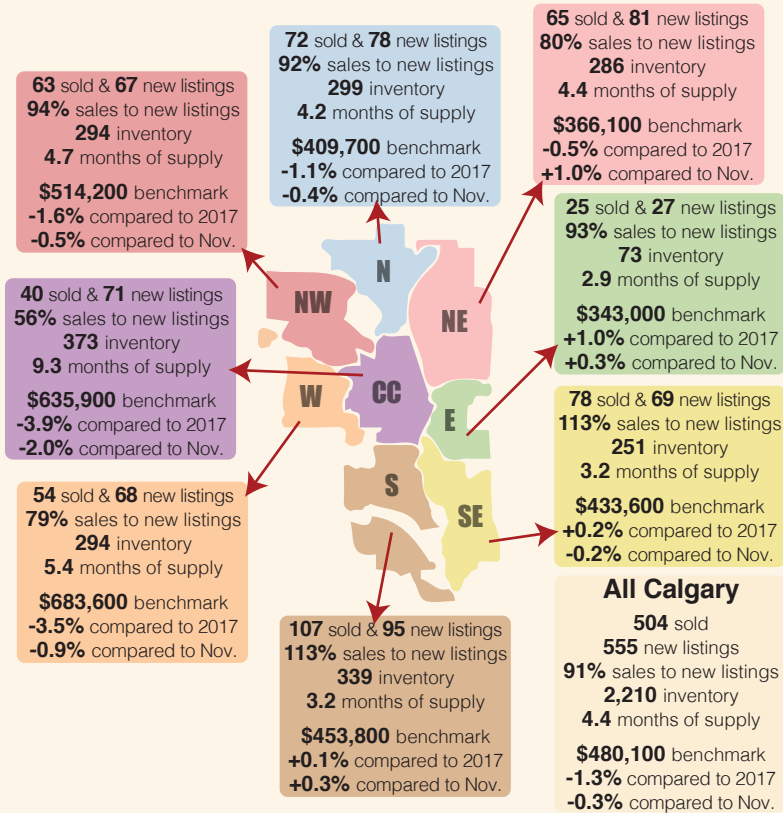 63 sold & 67 new listings
94% sales to new listings
294 inventory
4.7 months of supply
$514,200 benchmark
-1.6% compared to 2017
-0.5% compared to Nov.
72 sold & 78 new listings
92% sales to new listings
299 inventory
4.2 months of supply
$409,700 benchmark
-1.1% compared to 2017
-0.4% compared to Nov.
65 sold & 81 new listings
80% sales to new listings
286 inventory
4.4 months of supply
$366,100 benchmark
-0.5% compared to 2017
+1.0% compared to Nov.
25 sold & 27 new listings
93% sales to new listings
73 inventory
2.9 months of supply
$343,000 benchmark
+1.0% compared to 2017
+0.3% compared to Nov.
40 sold & 71 new listings
56% sales to new listings
373 inventory
9.3 months of supply
$635,900 benchmark
-3.9% compared to 2017
-2.0% compared to Nov.
N
NW
NE
W
CC
E
S
SE
78 sold & 69 new listings
113% sales to new listings
251 inventory
3.2 months of supply
$433,600 benchmark
+0.2% compared to 2017
-0.2% compared to Nov.
54 sold & 68 new listings
79% sales to new listings
294 inventory
5.4 months of supply
$683,600 benchmark
-3.5% compared to 2017
-0.9% compared to Nov.
107 sold & 95 new listings
113% sales to new listings
339 inventory
3.2 months of supply
$453,800 benchmark
+0.1% compared to 2017
+0.3% compared to Nov.
All Calgary
504 sold
555 new listings
91% sales to new listings
2,210 inventory
4.4 months of supply
$480,100 benchmark
-1.3% compared to 2017
-0.3% compared to Nov.